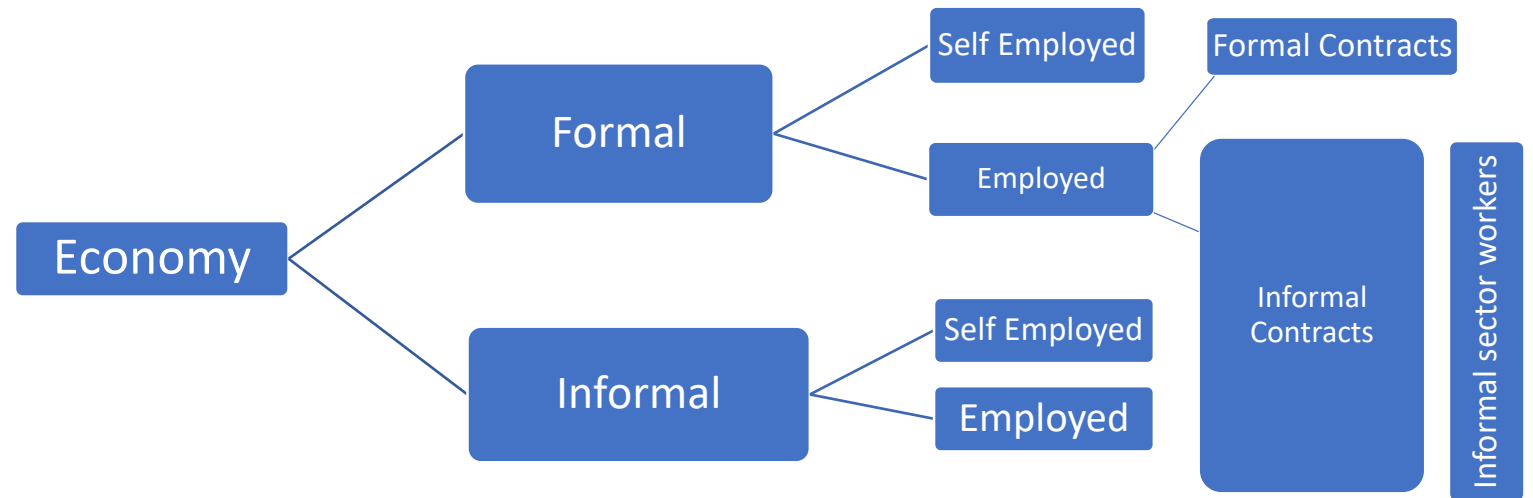 Economy
Formal
Informal
Self Employed
Employed
Self Employed
Employed
Formal Contracts
Informal
Contracts
Informal sector workers